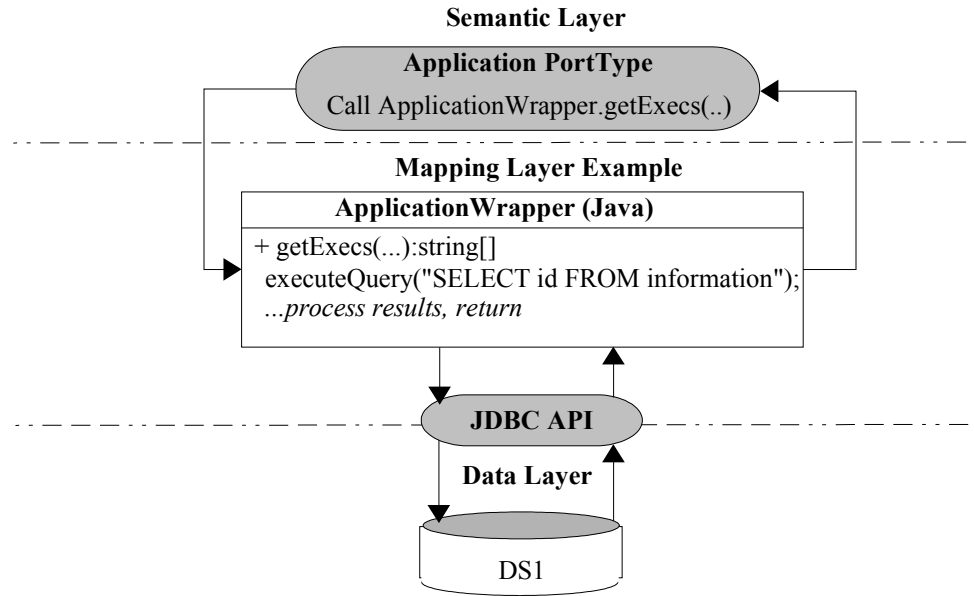 Semantic Layer
Application PortType
Call ApplicationWrapper.getExecs(..)
Mapping Layer Example
ApplicationWrapper (Java)
+ getExecs(...):string[]
executeQuery("SELECT id FROM information");
...process results, return
JDBC API
Data Layer
DS1